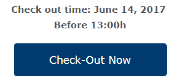 Check out time: June 14, 2017
Before 13:00h
Check-Out Now